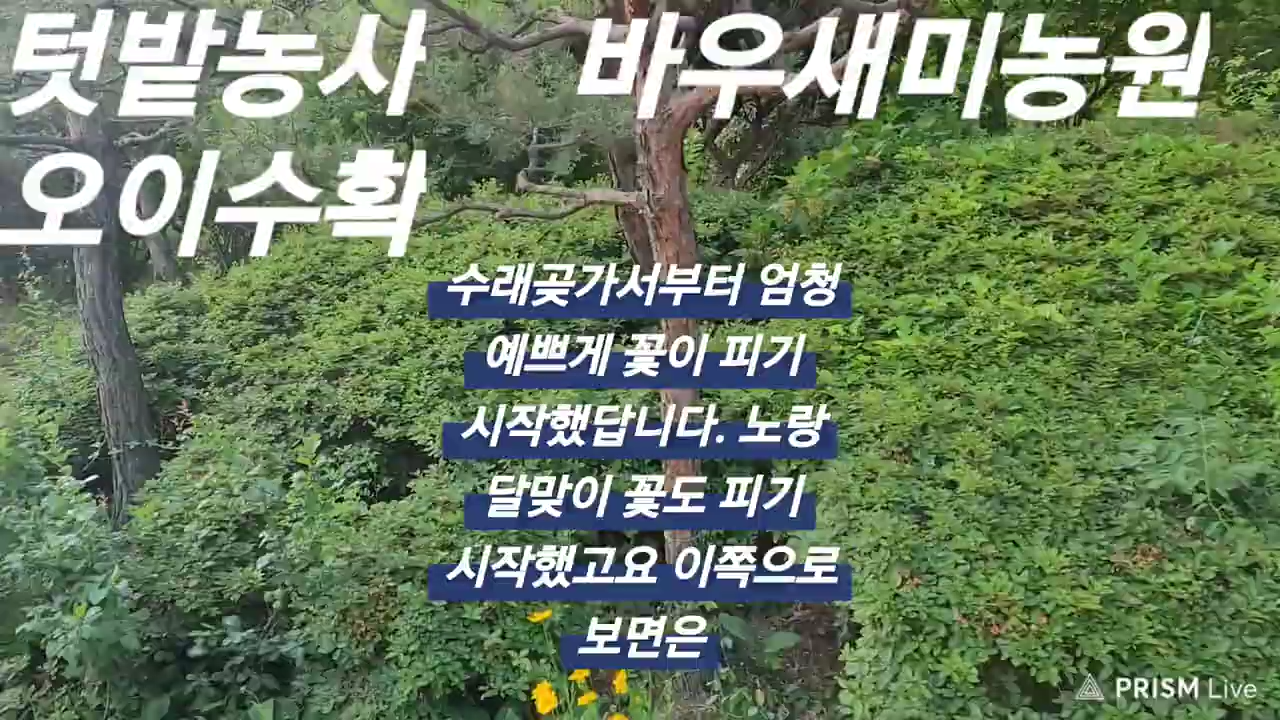 텃밭농사
오이수확
바우새미농원
수래곶가서부터 엄청
예쁘게 꽃이 피기
시작했답니다. 노랑
달맞이 꽃도 피기
시작했고요 이쪽으로
보면은
PRISM Live